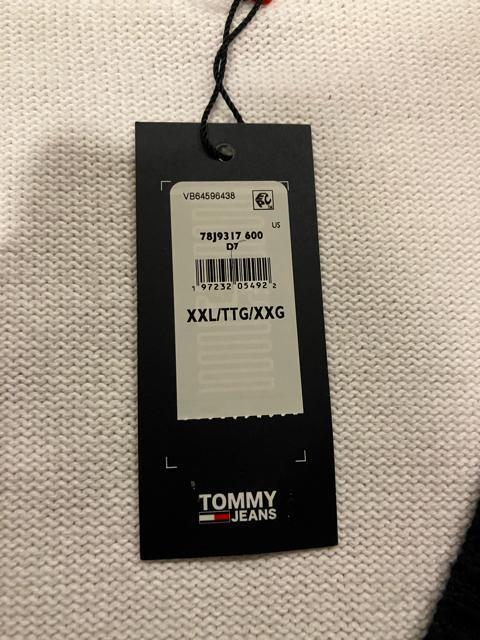 VB64596438
US
78J9317 600
D7
1 97232 05492 2
XXL/TTG/XXG
TOMMY
JEANS